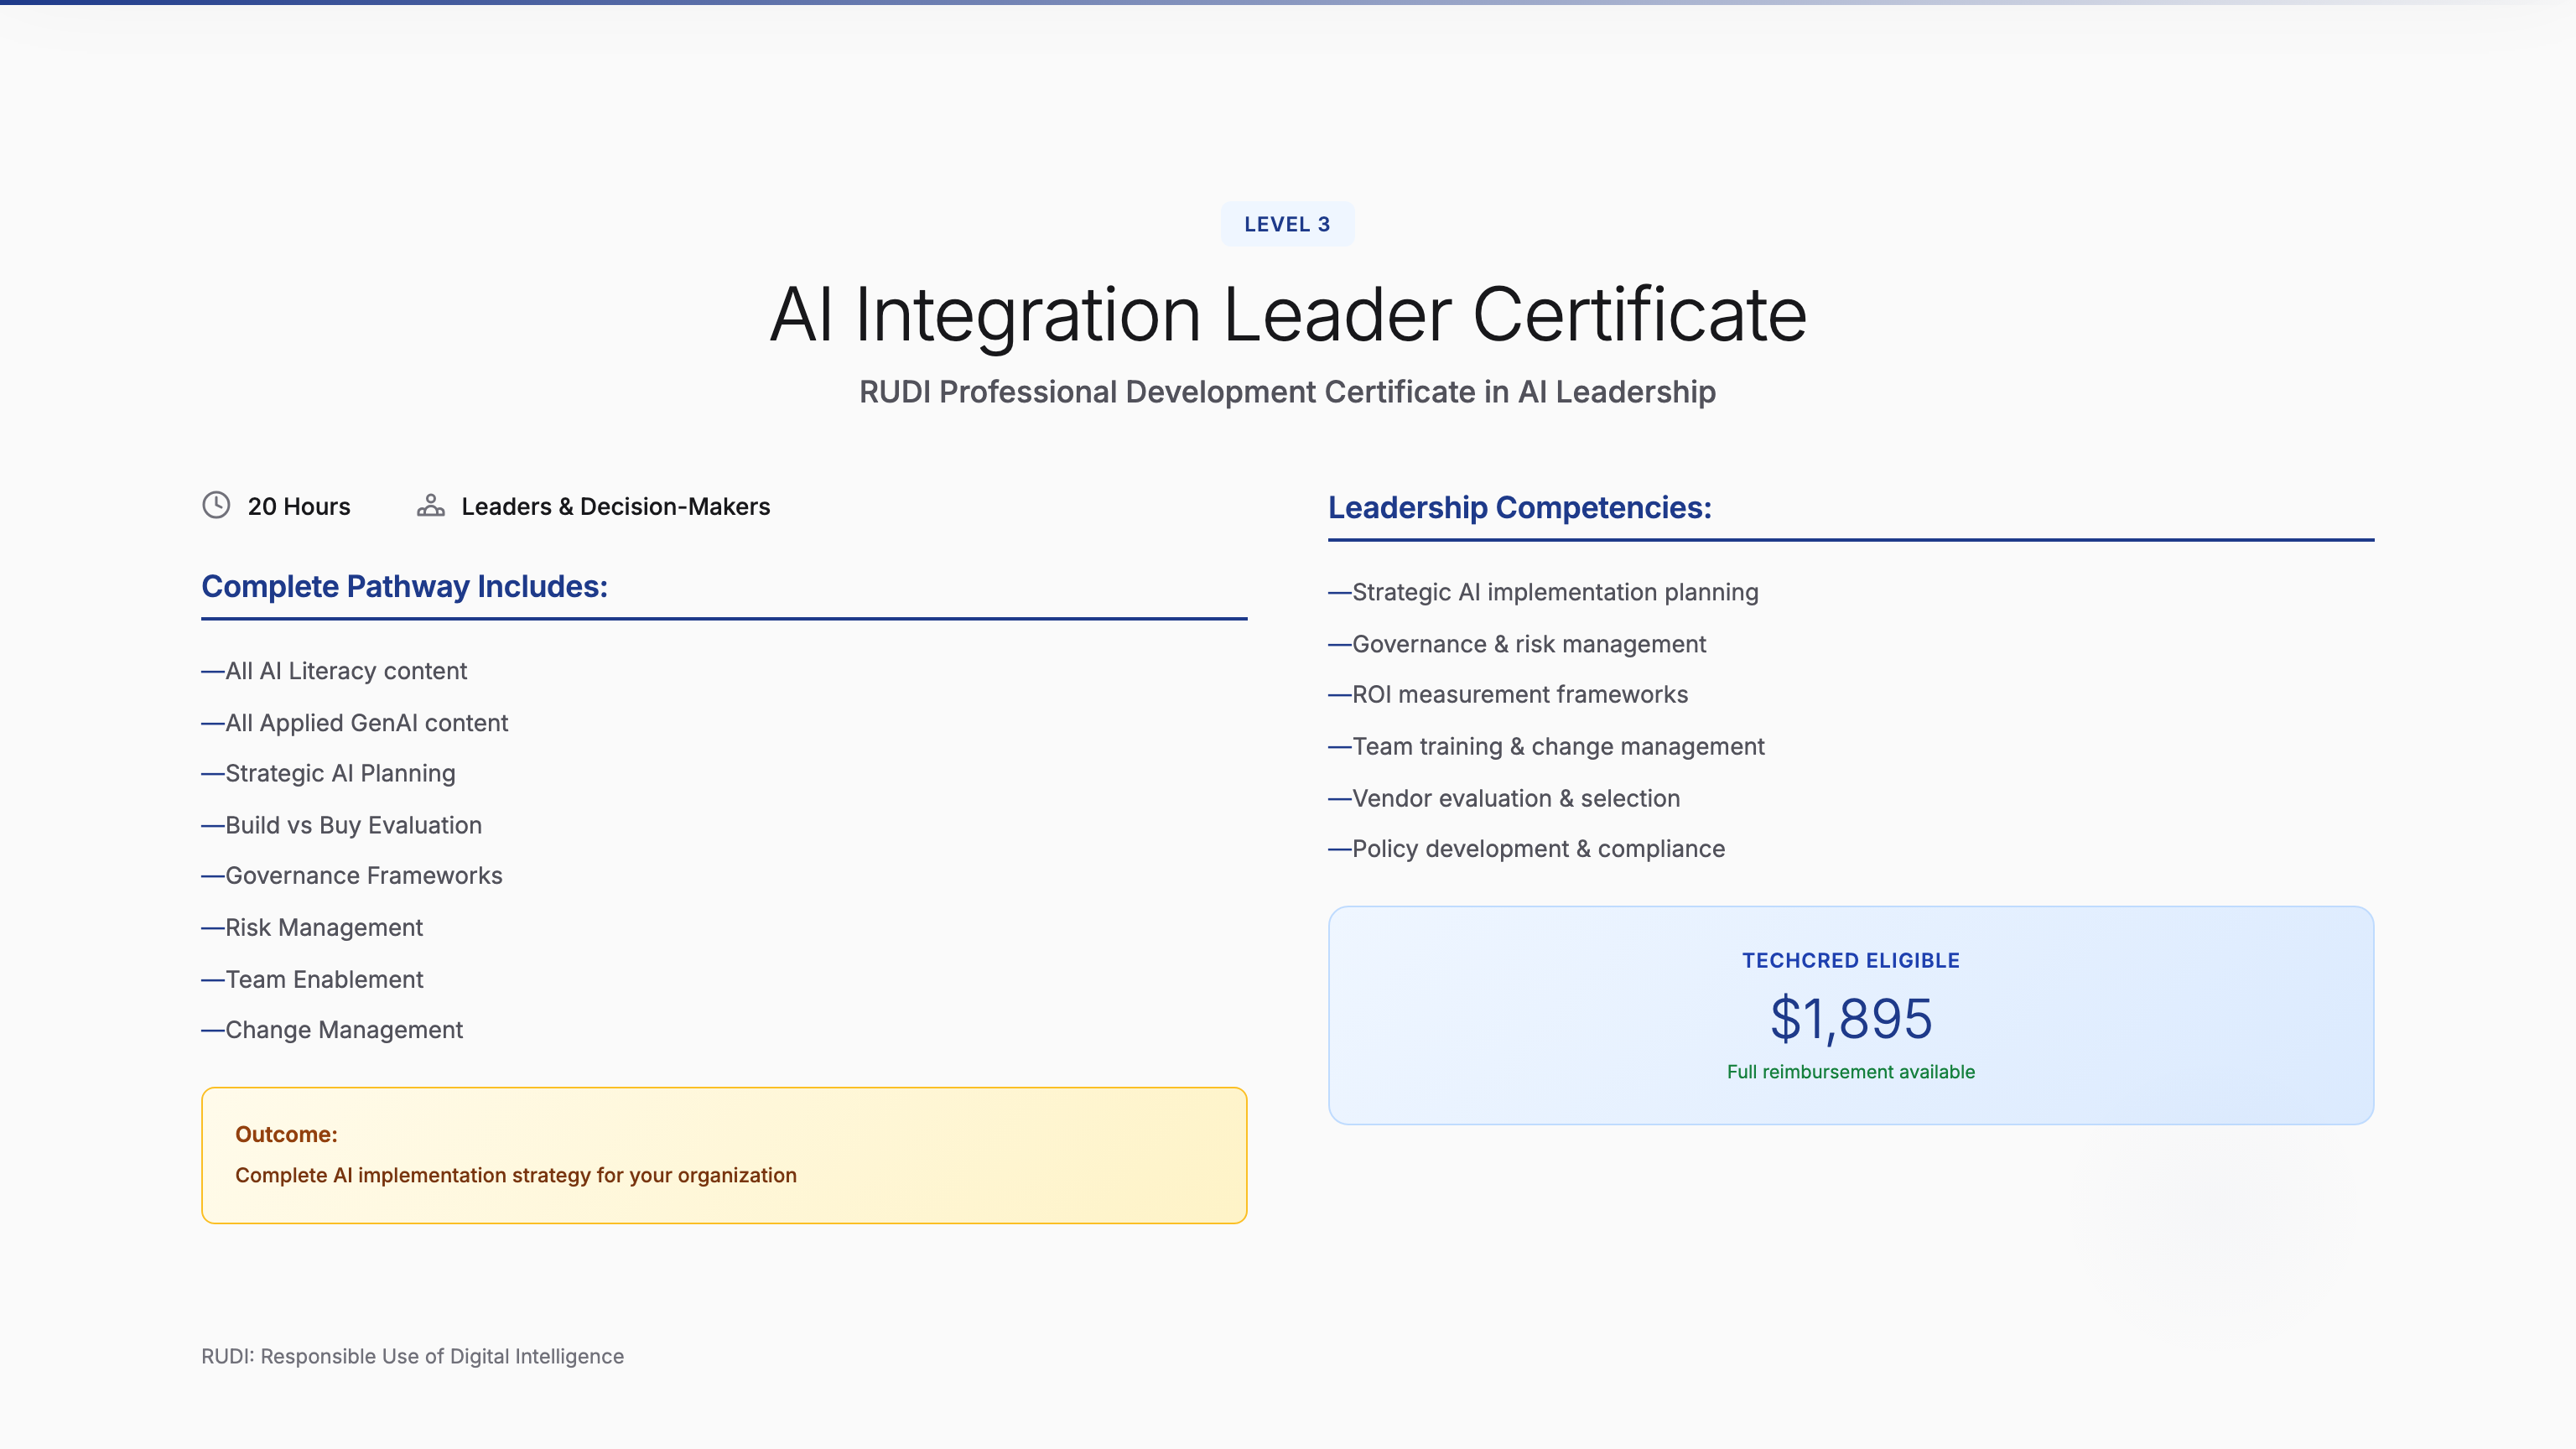 LEVEL 3
AI Integration Leader Certificate
RUDI Professional Development Certificate in AI Leadership
20 Hours
Leaders & Decision-Makers
Complete Pathway Includes:
—All AI Literacy content
—All Applied GenAI content
—Strategic AI Planning
—Build vs Buy Evaluation
—Governance Frameworks
—Risk Management
—Team Enablement
—Change Management
Outcome:
Complete AI implementation strategy for your organization
Leadership Competencies:
—Strategic AI implementation planning
—Governance & risk management
—ROI measurement frameworks
—Team training & change management
—Vendor evaluation & selection
—Policy development & compliance
TECHCRED ELIGIBLE
$1,895
Full reimbursement available
RUDI: Responsible Use of Digital Intelligence